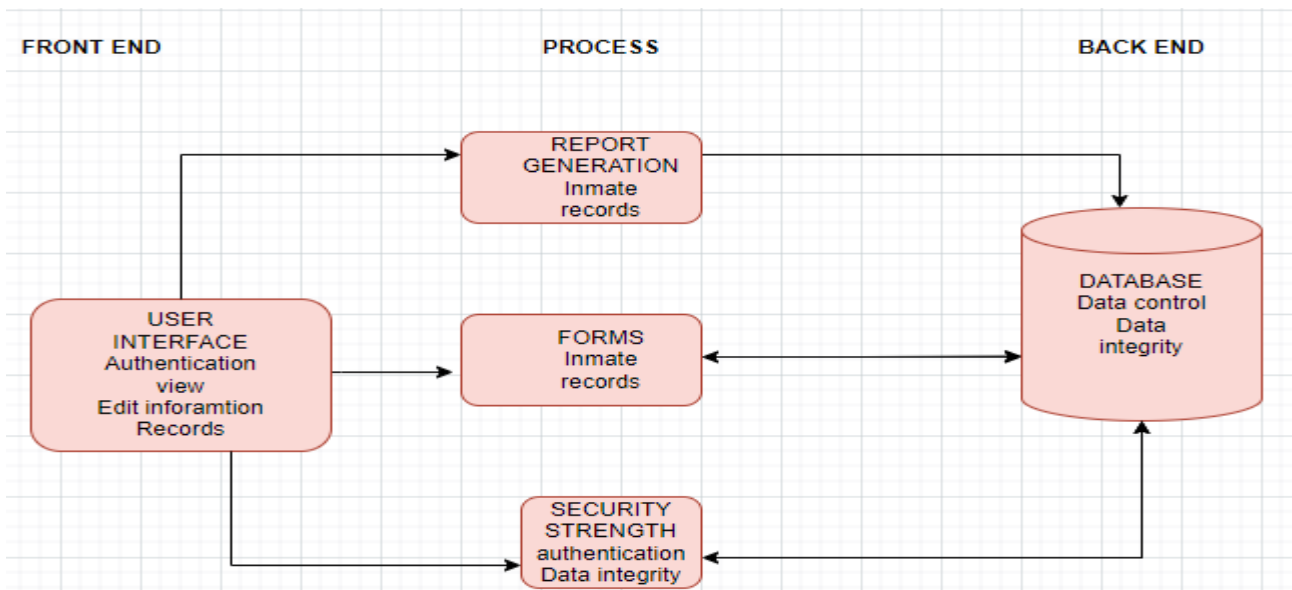 FRONT END
PROCESS
BACK END
REPORT
GENERATION
Inmate
records
USER
INTERFACE
Authentication
view
Edit inforamtion
Records
FORMS
Inmate
records
DATABASE
Data control
Data
integrity
SECURITY
STRENGTH
authentication
Data integrity